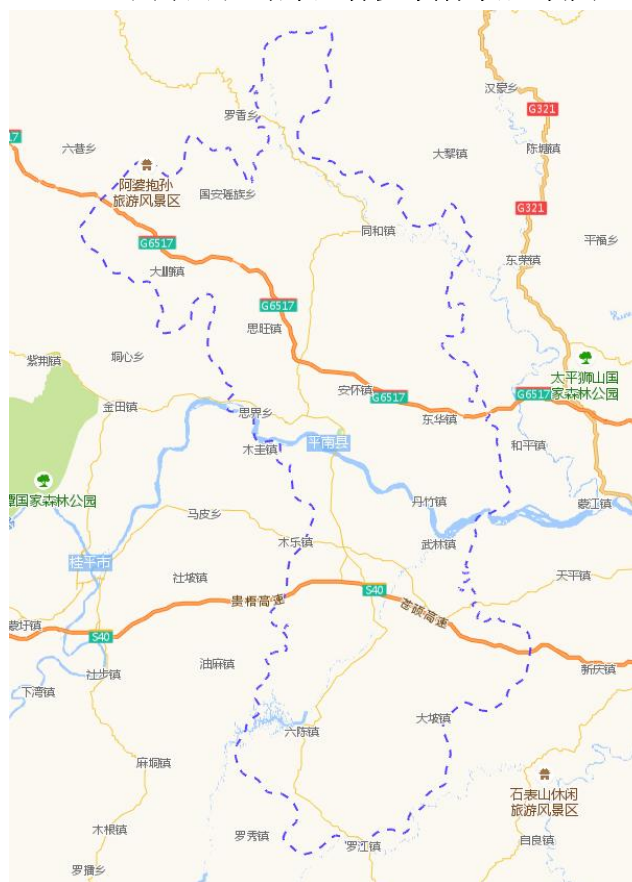 汉豪乡
罗香乡
G321
六巷乡
大黎镇
陈塘镇
阿婆抱孙
旅游风景区
国安瑶族乡
G321
同和镇
平福乡
G6517
东荣镇
大鹏镇
G6517
思旺镇
紫荆镇
垌心乡
太平狮山国
家森林公园
安怀镇
G6517
G6517
金田镇
思界乡
东华镇
平南县
和平镇
木圭镇
国家森林公园
丹竹镇
马皮乡
蒙江镇
木乐镇
武林镇
桂平市
社坡镇
天平镇
S40
贵梧高速
苍硕高速
蒙圩镇
S40
油麻镇
新庆镇
社步镇
下湾镇
大坡镇
六陈镇
麻垌镇
石表山休闲
旅游风景区
木根镇
罗秀镇
罗江镇
自良镇
罗播乡